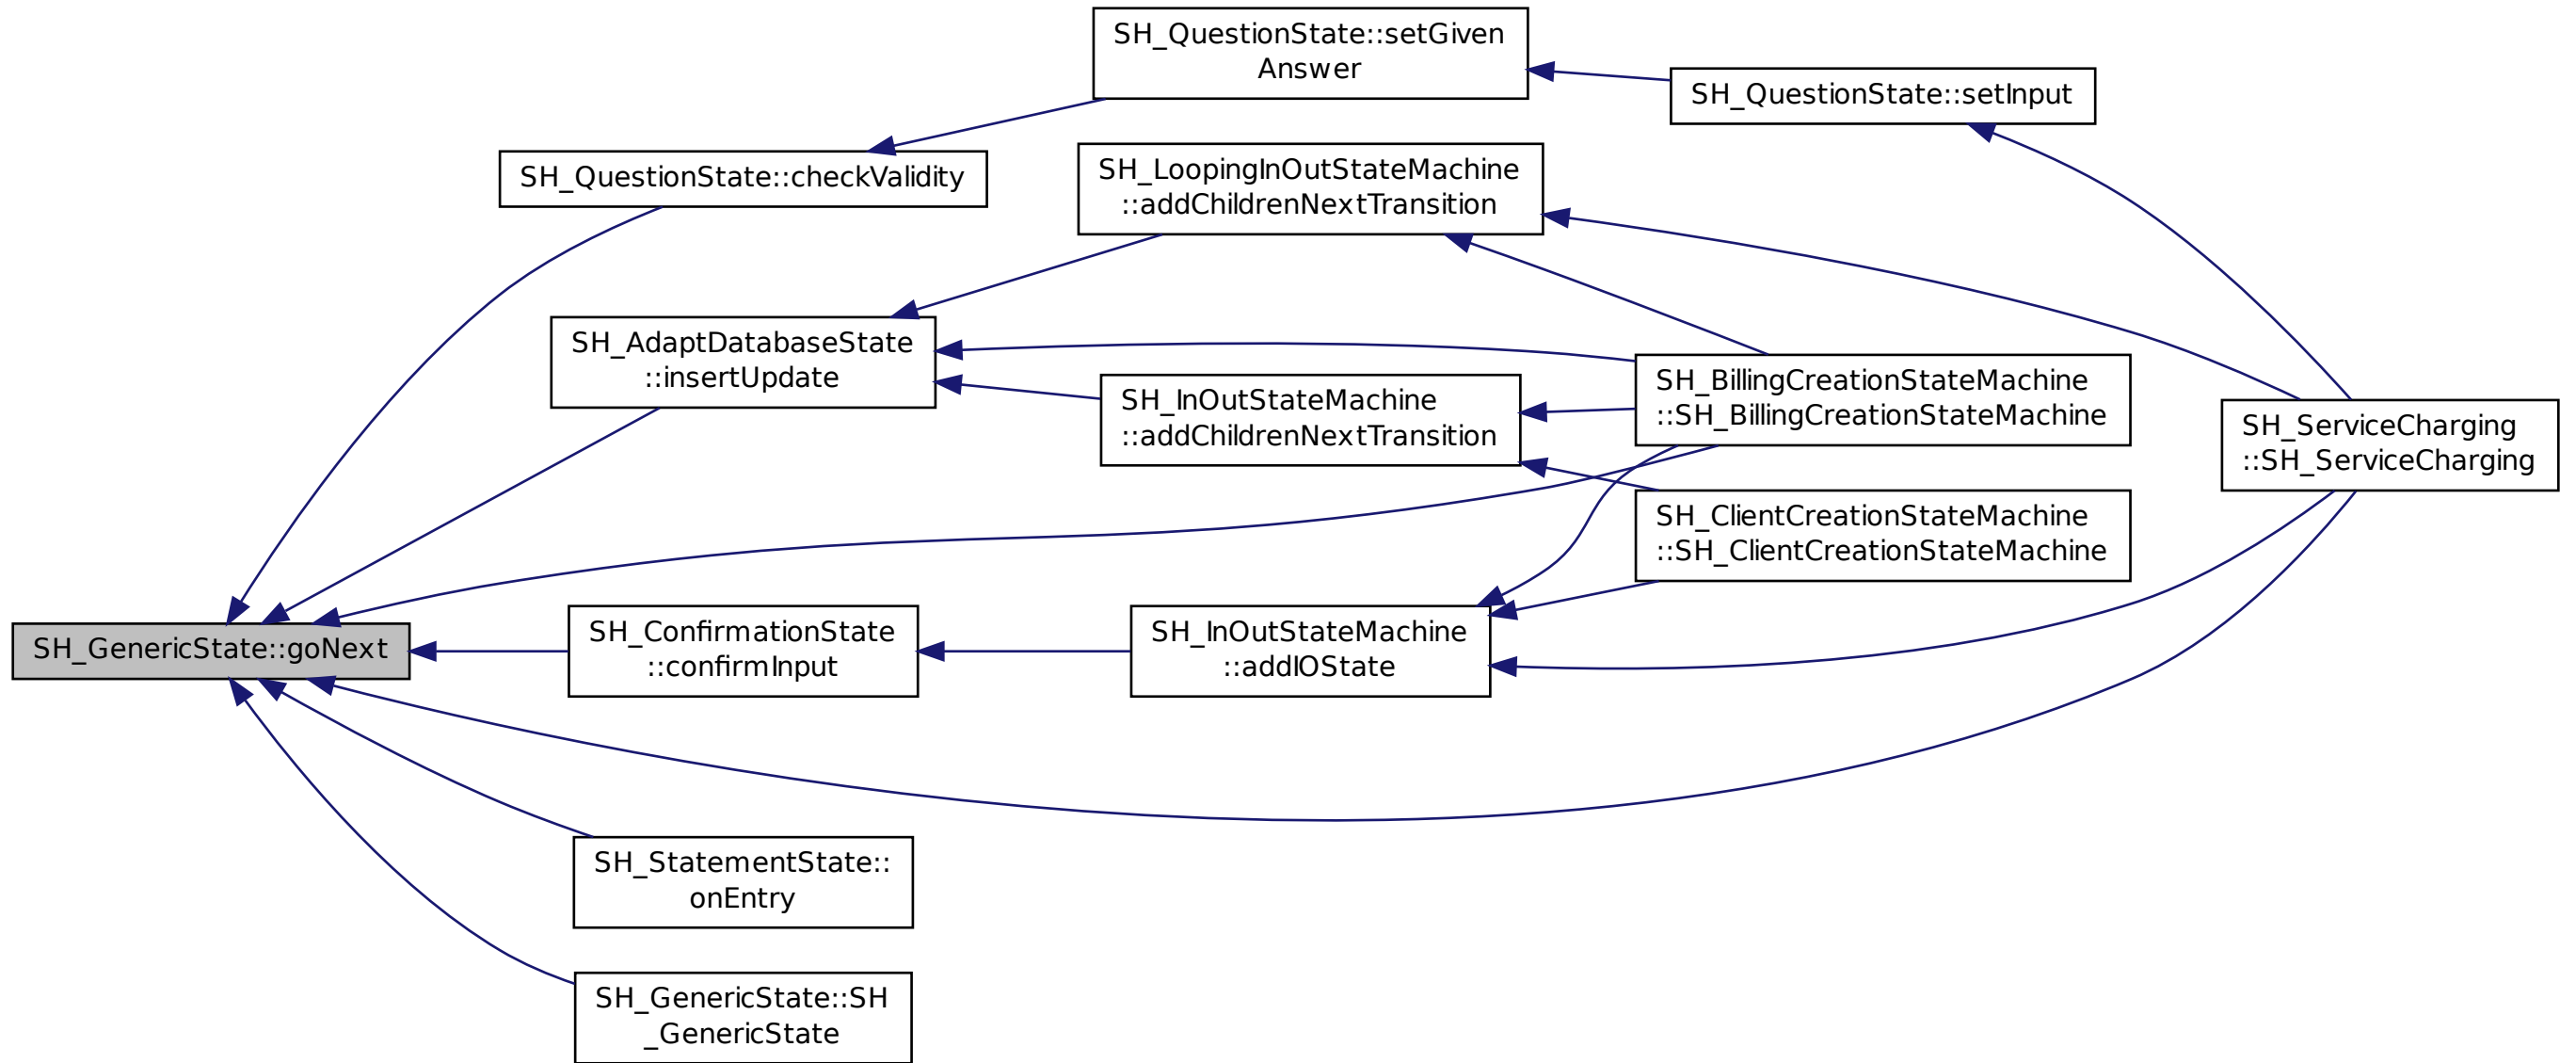 SH_QuestionState::setGiven
Answer
SH_QuestionState::setInput
SH_QuestionState::checkValidity
SH_LoopingInOutStateMachine
::addChildrenNextTransition
SH_AdaptDatabaseState
::insertUpdate
SH_InOutStateMachine
::addChildrenNextTransition
SH_BillingCreationStateMachine
::SH_BillingCreationStateMachine
SH_ServiceCharging
::SH_ServiceCharging
SH_ClientCreationStateMachine
::SH_ClientCreationStateMachine
SH_GenericState::goNext
SH_ConfirmationState
::confirmInput
SH_InOutStateMachine
::addIOState
SH_StatementState::
onEntry
SH_GenericState::SH
_GenericState